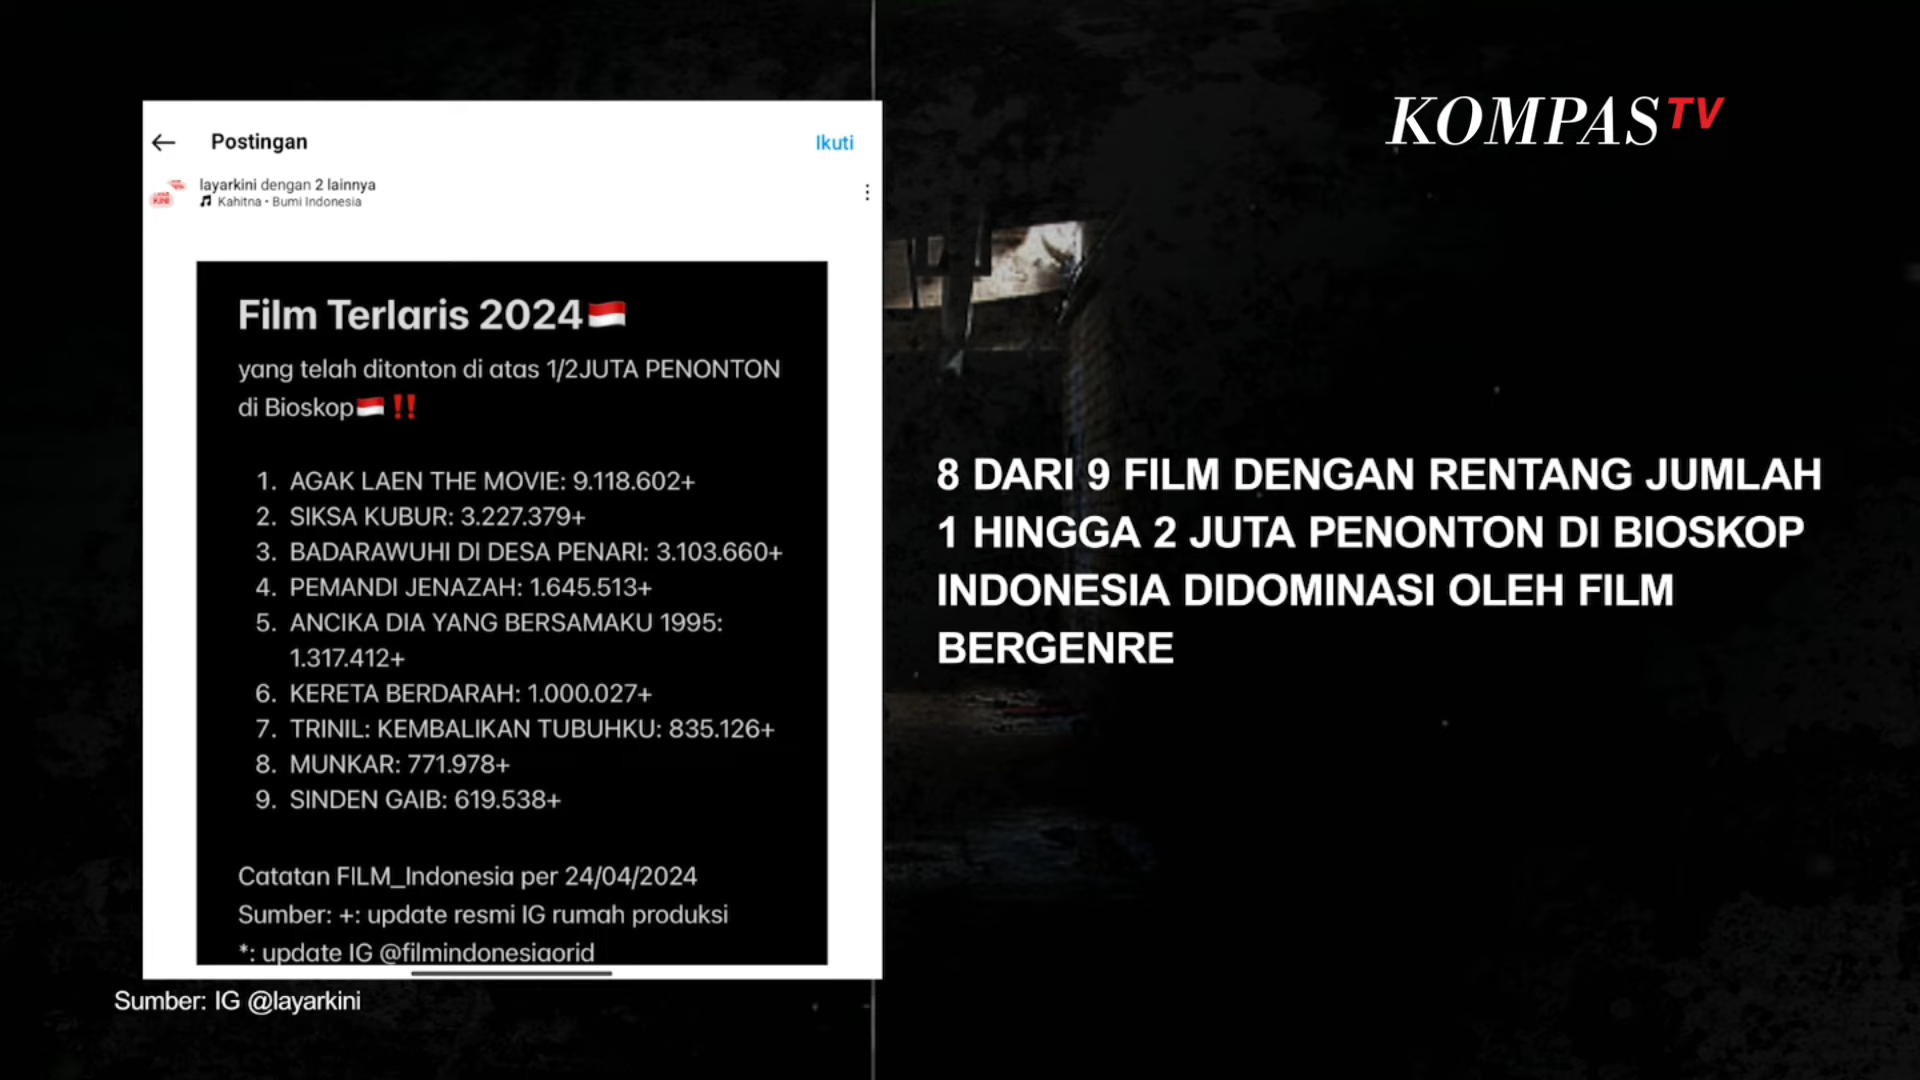 KOMPAS TV
Postingan
Ikuti
layarkini dengan 2 lainnya
Kahitna • Bumi Indonesia
Film Terlaris 2024🇮🇩
yang telah ditonton di atas 1/2JUTA PENONTON
di Bioskop🇮🇩‼️
1. AGAK LAEN THE MOVIE: 9.118.602+
2. SIKSA KUBUR: 3.227.379+
3. BADARAWUHI DI DESA PENARI: 3.103.660+
4. PEMANDI JENAZAH: 1.645.513+
5. ANCIKA DIA YANG BERSAMAKU 1995:
1.317.412+
6. KERETA BERDARAH: 1.000.027+
7. TRINIL: KEMBALIKAN TUBUHKU: 835.126+
8. MUNKAR: 771.978+
9. SINDEN GAIB: 619.538+
Catatan FILM_Indonesia per 24/04/2024
Sumber: +: update resmi IG rumah produksi
*: update IG @filmindonesiaorid
Sumber: IG @layarkini
8 DARI 9 FILM DENGAN RENTANG JUMLAH
1 HINGGA 2 JUTA PENONTON DI BIOSKOP
INDONESIA DIDOMINASI OLEH FILM
BERGENRE